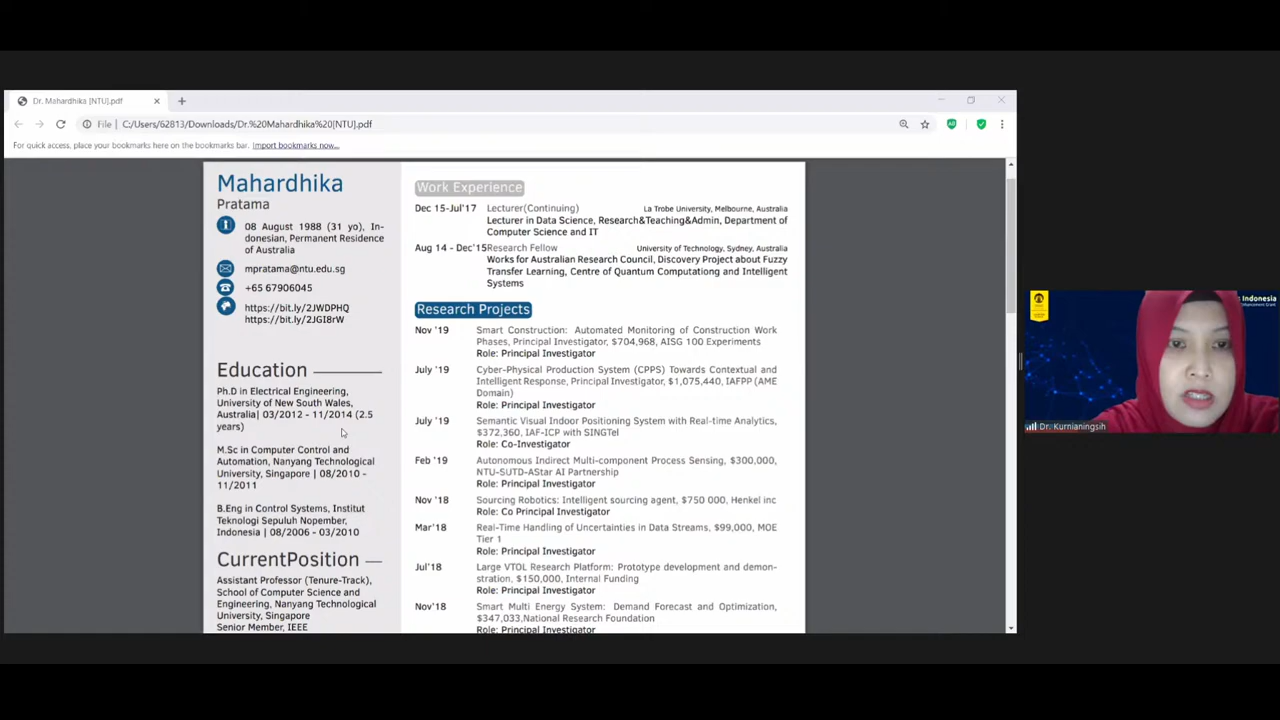 Dr. Mahardhika [NTU].pdf
File | C:/Users/62813/Downloads/Dr.%20Mahardhika%20[NTU].pdf
For quick access, place your bookmarks here on the bookmarks bar. Import bookmarks now...
Mahardhika
Pratama
08 August 1988 (31 yo), In-
donesian, Permanent Residence
of Australia
mpratama@ntu.edu.sg
+65 67906045
https://bit.ly/2JWDPHQ
https://bit.ly/2JGI8rW
Education
Ph.D in Electrical Engineering,
University of New South Wales,
Australia| 03/2012 - 11/2014 (2.5
years)
M.Sc in Computer Control and
Automation, Nanyang Technological
University, Singapore | 08/2010 -
11/2011
B.Eng in Control Systems, Institut
Teknologi Sepuluh Nopember,
Indonesia | 08/2006 - 03/2010
CurrentPosition
Assistant Professor (Tenure-Track),
School of Computer Science and
Engineering, Nanyang Technological
University, Singapore
Senior Member, IEEE
Work Experience
Dec 15-Jul'17 Lecturer(Continuing) La Trobe University, Melbourne, Australia
Lecturer in Data Science, Research&Teaching&Admin, Department of
Computer Science and IT
Aug 14 - Dec'15Research Fellow University of Technology, Sydney, Australia
Works for Australian Research Council, Discovery Project about Fuzzy
Transfer Learning, Centre of Quantum Computationg and Intelligent
Systems
Research Projects
Nov '19 Smart Construction: Automated Monitoring of Construction Work
Phases, Principal Investigator, $704,968, AISG 100 Experiments
Role: Principal Investigator
July '19 Cyber-Physical Production System (CPPS) Towards Contextual and
Intelligent Response, Principal Investigator, $1,075,440, IAFPP (AME
Domain)
Role: Principal Investigator
July '19 Semantic Visual Indoor Positioning System with Real-time Analytics,
$372,360, IAF-ICP with SINGTel
Role: Co-Investigator
Feb '19 Autonomous Indirect Multi-component Process Sensing, $300,000,
NTU-SUTD-AStar AI Partnership
Role: Principal Investigator
Nov '18 Sourcing Robotics: Intelligent sourcing agent, $750 000, Henkel inc
Role: Co Principal Investigator
Mar'18 Real-Time Handling of Uncertainties in Data Streams, $99,000, MOE
Tier 1
Role: Principal Investigator
Jul'18 Large VTOL Research Platform: Prototype development and demon-
stration, $150,000, Internal Funding
Role: Principal Investigator
Nov'18 Smart Multi Energy System: Demand Forecast and Optimization,
$347,033,National Research Foundation
Role: Principal Investigator
Indonesia
Dr. Kurnianingsih